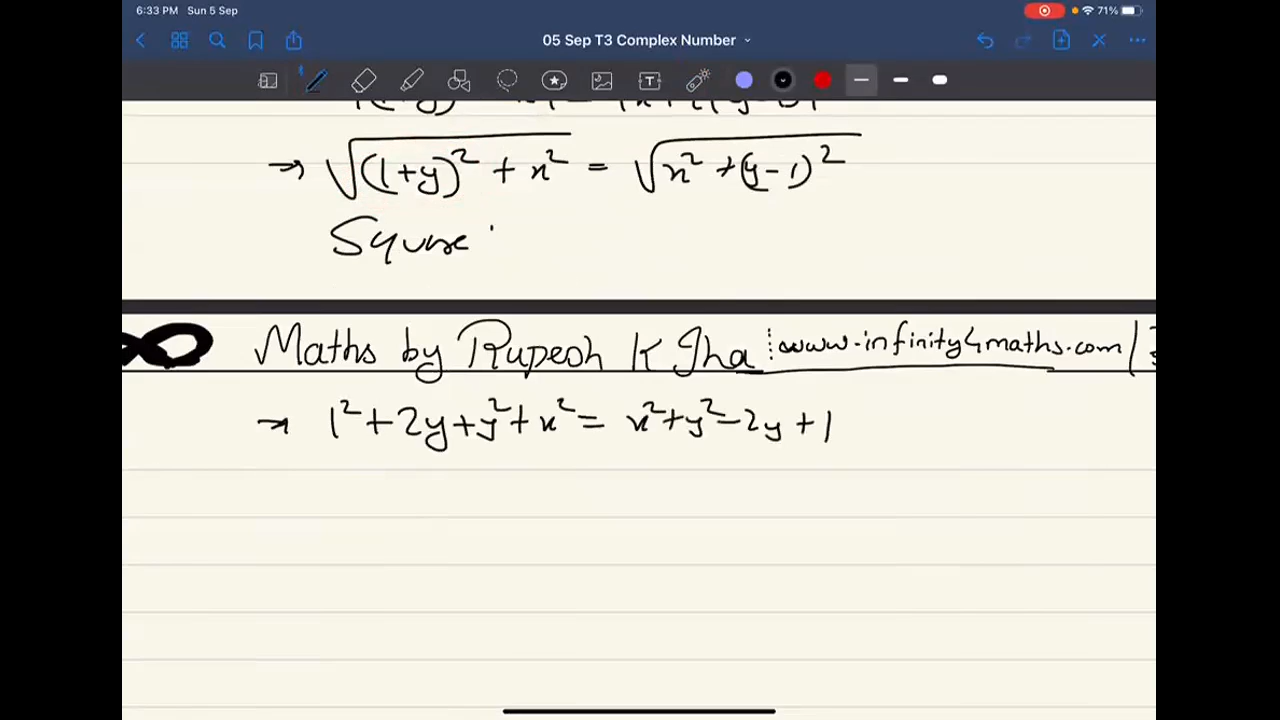 6:33 PM Sun 5 Sep 71%
05 Sep T3 Complex Number
⇒ √((1+y)² + x²) = √(x² + (y-1)²)
Square
Maths by Rupesh K Jha www.infinity4maths.com/
→ 1² + 2y + y² + x² = x² + y² - 2y + 1